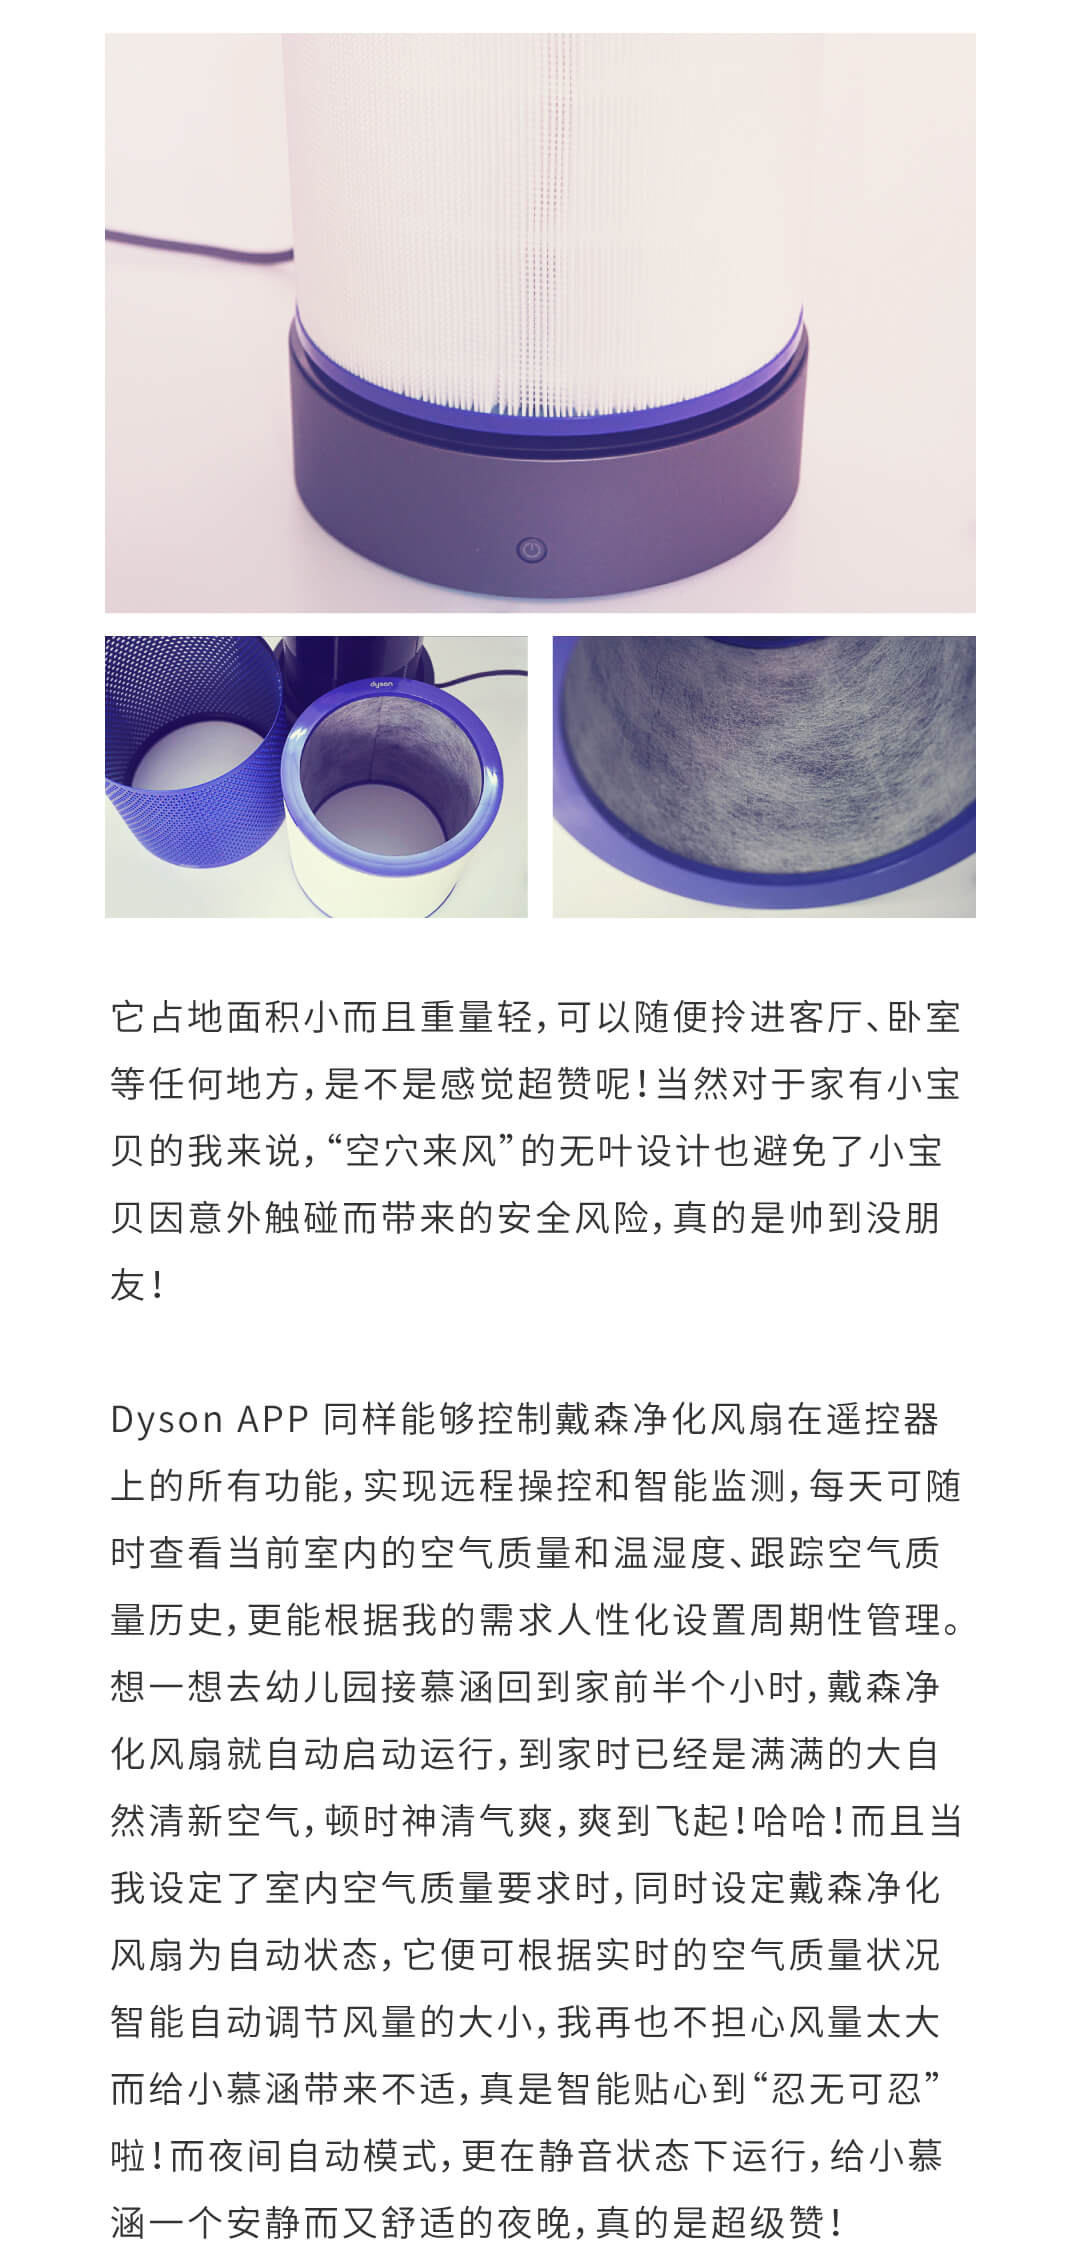 dyson
它占地面积小而且重量轻，可以随便拎进客厅、卧室
等任何地方，是不是感觉超赞呢！当然对于家有小宝
贝的我来说，“空穴来风”的无叶设计也避免了小宝
贝因意外触碰而带来的安全风险，真的是帅到没朋
友！
Dyson APP 同样能够控制戴森净化风扇在遥控器
上的所有功能，实现远程操控和智能监测，每天可随
时查看当前室内的空气质量和温湿度、跟踪空气质
量历史，更能根据我的需求人性化设置周期性管理。
想一想去幼儿园接慕涵回到家前半个小时，戴森净
化风扇就自动启动运行，到家时已经是满满的大自
然清新空气，顿时神清气爽，爽到飞起！哈哈！而且当
我设定了室内空气质量要求时，同时设定戴森净化
风扇为自动状态，它便可根据实时的空气质量状况
智能自动调节风量的大小，我再也不担心风量太大
而给小慕涵带来不适，真是智能贴心到“忍无可忍”
啦！而夜间自动模式，更在静音状态下运行，给小慕
涵一个安静而又舒适的夜晚，真的是超级赞！